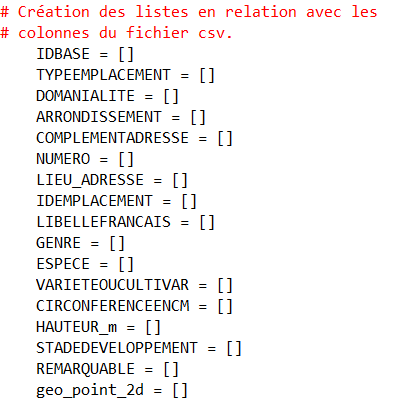 # Création des listes en relation avec les
# colonnes du fichier csv.
IDBASE = []
TYPEEMPLACEMENT = []
DOMANIALITE = []
ARRONDISSEMENT = []
COMPLEMENTADRESSE = []
NUMERO = []
LIEU_ADRESSE = []
IDEMPLACEMENT = []
LIBELLEFRANCAIS = []
GENRE = []
ESPECE = []
VARIETEOUCULTIVAR = []
CIRCONFERENCEENCM = []
HAUTEUR_m = []
STADEDEVELOPPEMENT = []
REMARQUABLE = []
geo_point_2d = []